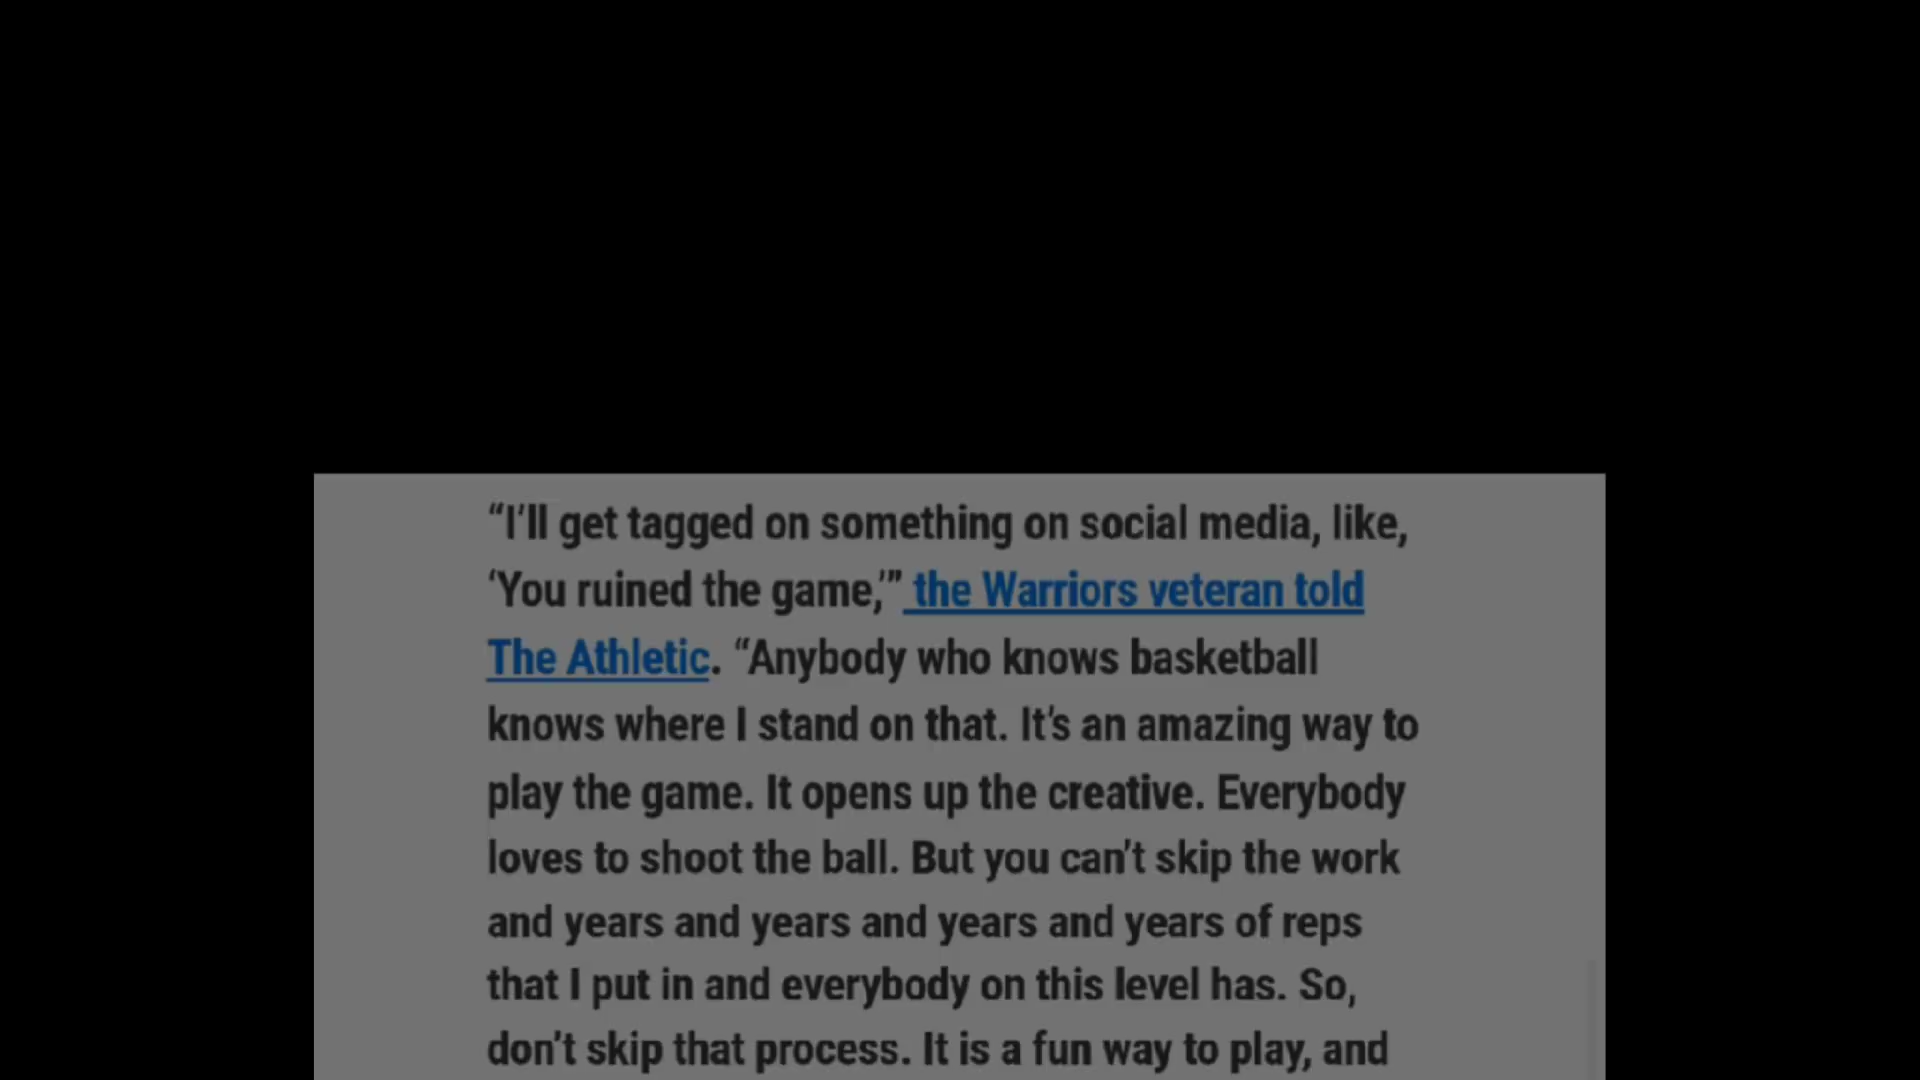 “I’ll get tagged on something on social media, like,
‘You ruined the game,’” the Warriors veteran told
The Athletic. “Anybody who knows basketball
knows where I stand on that. It’s an amazing way to
play the game. It opens up the creative. Everybody
loves to shoot the ball. But you can’t skip the work
and years and years and years and years of reps
that I put in and everybody on this level has. So,
don’t skip that process. It is a fun way to play, and